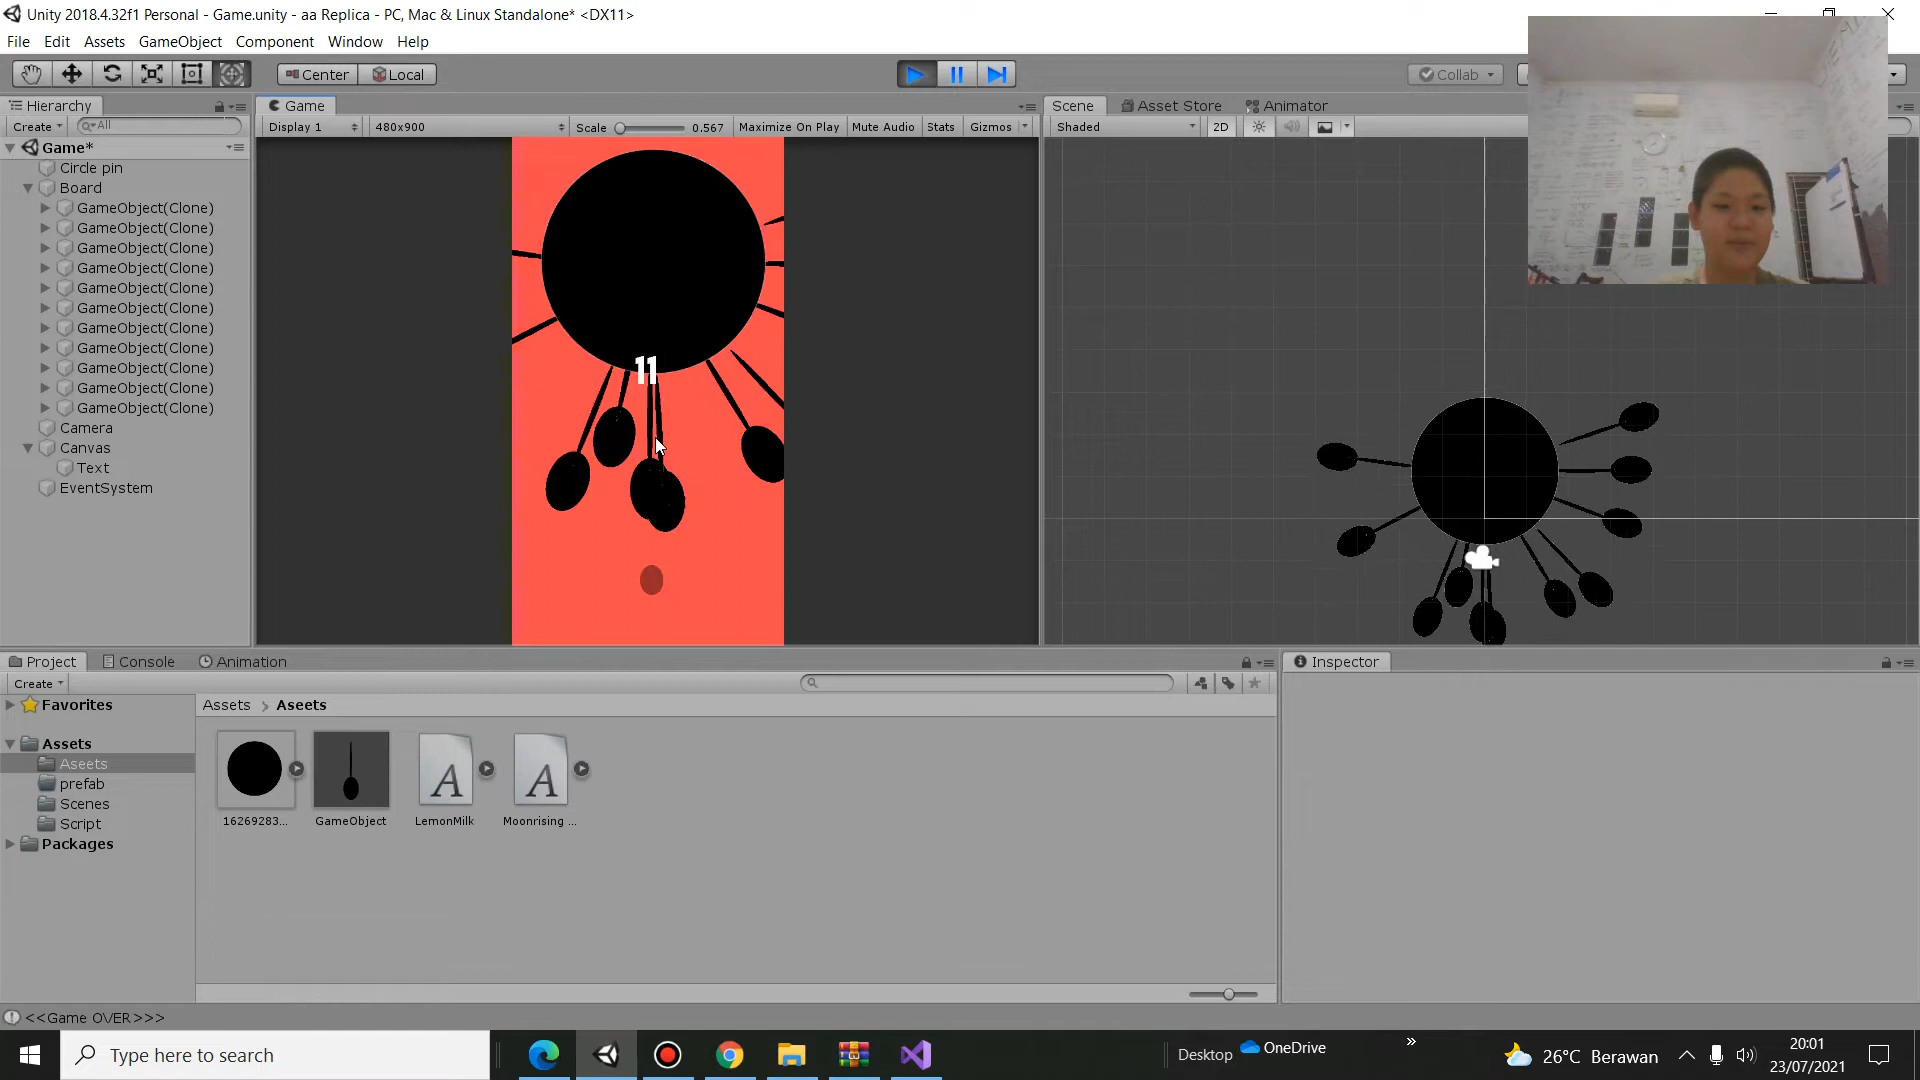 Unity 2018.4.32f1 Personal - Game.unity - aa Replica - PC, Mac & Linux Standalone* <DX11>
File Edit Assets GameObject Component Window Help
Center Local Collab
Hierarchy Game Scene Asset Store Animator
Create All Display 1 480x900 Scale 0.567 Maximize On Play Mute Audio Stats Gizmos Shaded 2D
Game*
Circle pin
Board
GameObject(Clone)
GameObject(Clone)
GameObject(Clone)
GameObject(Clone)
GameObject(Clone)
GameObject(Clone)
GameObject(Clone)
GameObject(Clone)
GameObject(Clone)
GameObject(Clone)
GameObject(Clone)
Camera
Canvas
Text
EventSystem
11
Project Console Animation Inspector
Create
Favorites
Assets
Aseets
prefab
Scenes
Script
Packages
Assets > Aseets
16269283...
GameObject
LemonMilk
Moonrising ...
<<Game OVER>>>
Type here to search
Desktop OneDrive » 26°C Berawan
20:01
23/07/2021